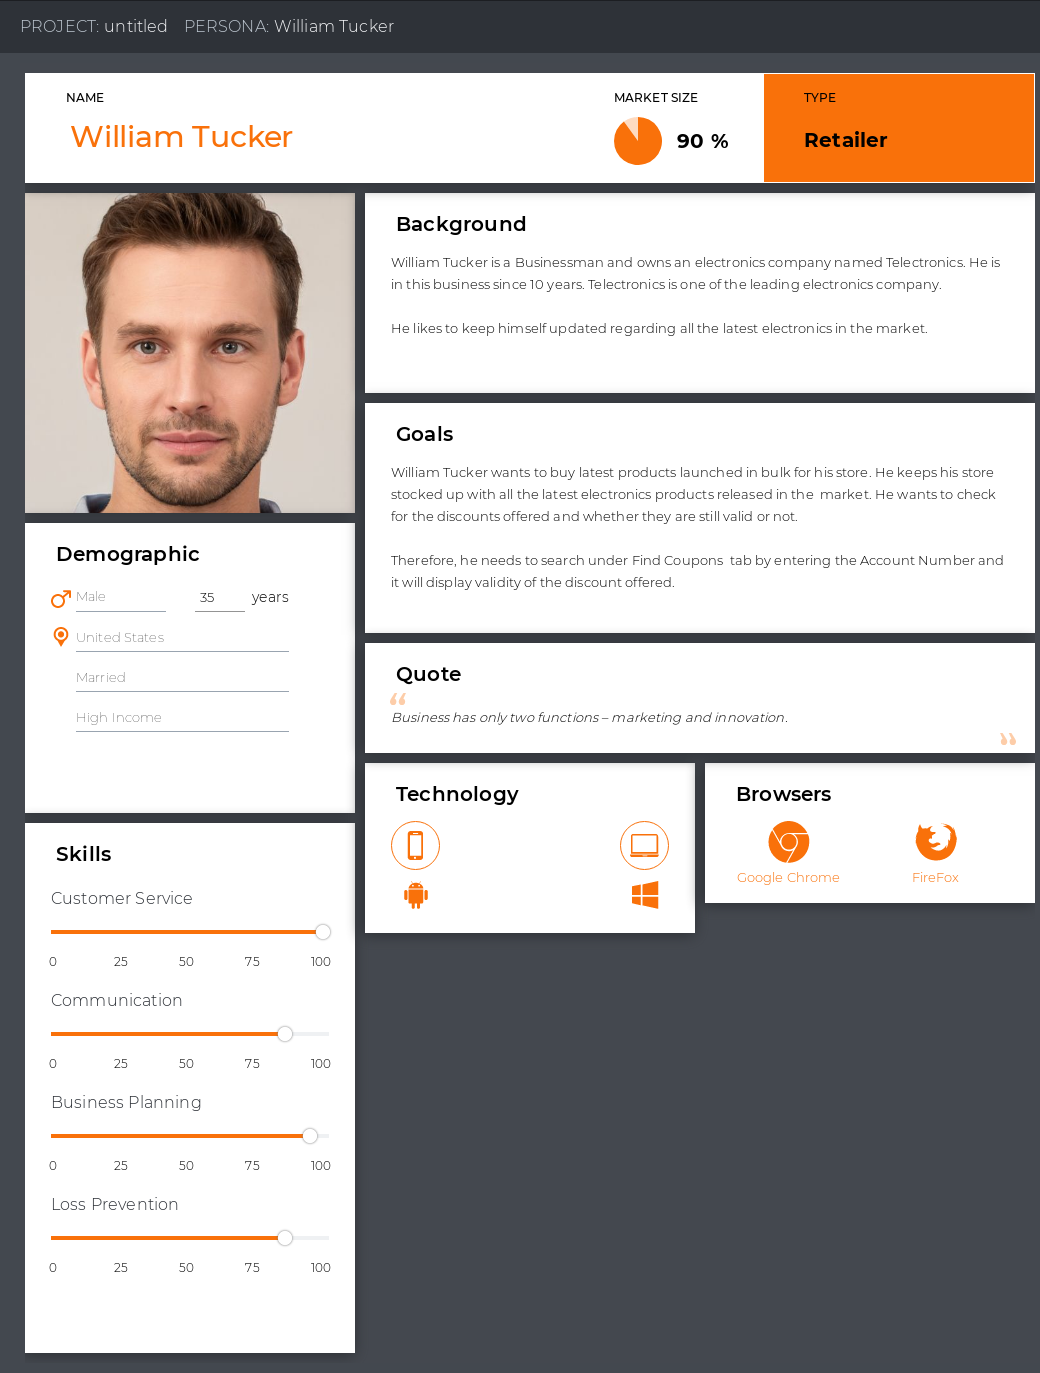 PROJECT: untitled PERSONA: William Tucker
NAME
William Tucker
MARKET SIZE
90 %
TYPE
Retailer
Background
William Tucker is a Businessman and owns an electronics company named Telectronics. He is
in this business since 10 years. Telectronics is one of the leading electronics company.
He likes to keep himself updated regarding all the latest electronics in the market.
Goals
William Tucker wants to buy latest products launched in bulk for his store. He keeps his store
stocked up with all the latest electronics products released in the market. He wants to check
for the discounts offered and whether they are still valid or not.
Therefore, he needs to search under Find Coupons tab by entering the Account Number and
it will display validity of the discount offered.
Demographic
Male 35 years
United States
Married
High Income
Quote
“
Business has only two functions – marketing and innovation.
”
Technology
Browsers
Google Chrome FireFox
Skills
Customer Service
0 25 50 75 100
Communication
0 25 50 75 100
Business Planning
0 25 50 75 100
Loss Prevention
0 25 50 75 100